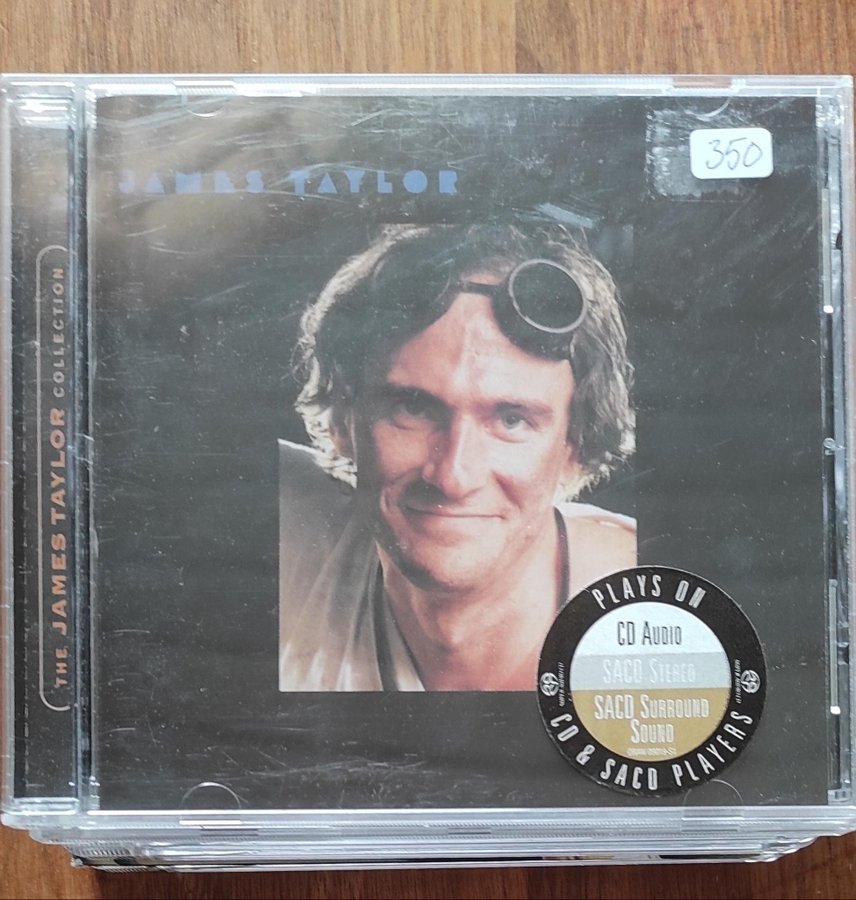 350
JAMES TAYLOR
THE JAMES TAYLOR COLLECTION
PLAYS ON
CD AUDIO
SACD STEREO
SACD SURROUND
SOUND
CD & SACD PLAYERS